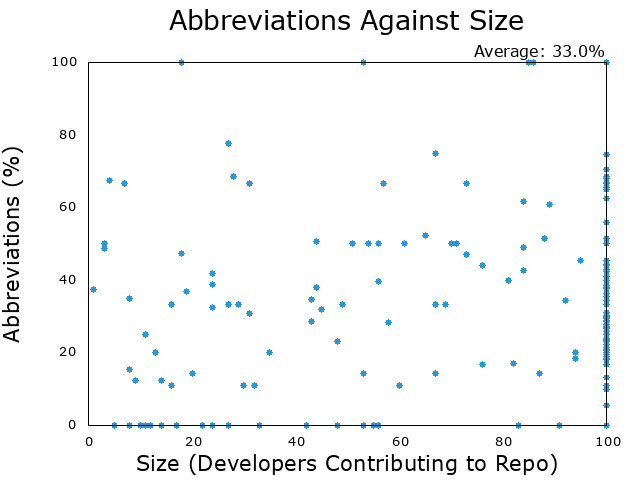 Abbreviations Against Size
Average: 33.0%
100
80
60
40
20
0
Abbreviations (%)
0 20 40 60 80 100
Size (Developers Contributing to Repo)